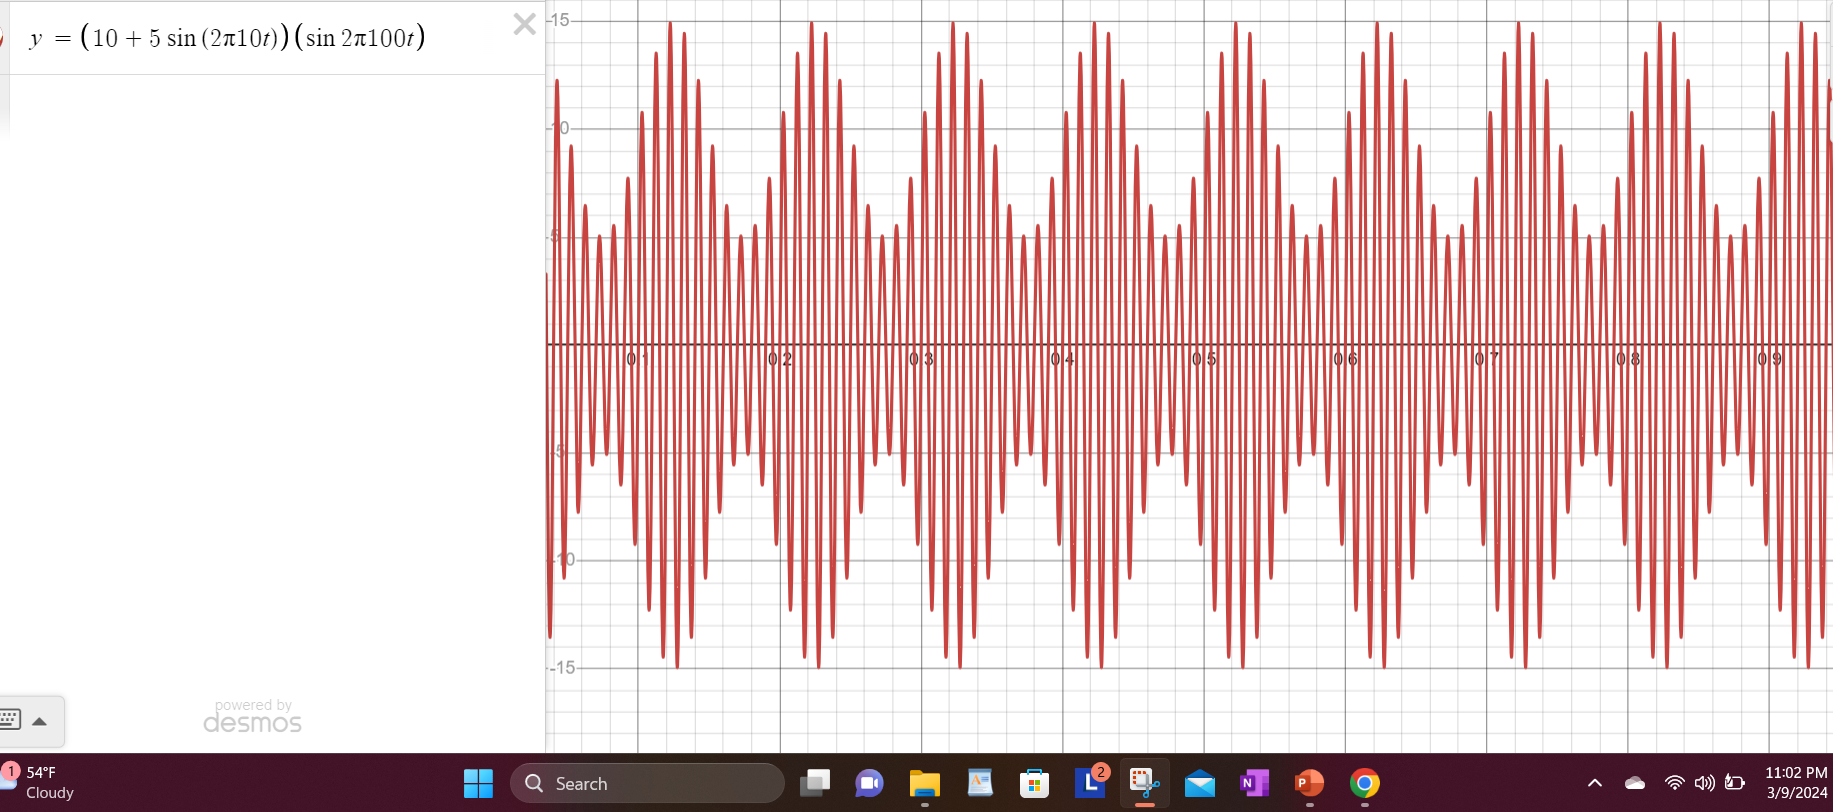 y = (10 + 5 sin (2π10t))(sin 2π100t)
15
10
5
0.1 0.2 0.3 0.4 0.5 0.6 0.7 0.8 0.9
-5
-10
-15
powered by
desmos
1
54°F
Cloudy
Search
2
11:02 PM
3/9/2024